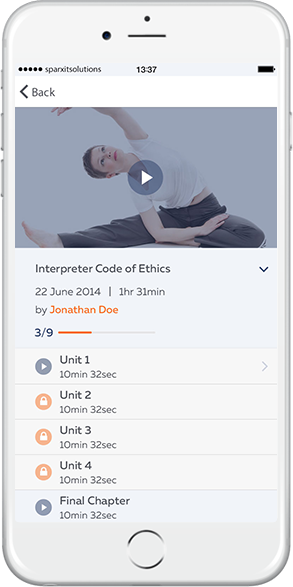 sparxitsolutions 13:37
Back
Interpreter Code of Ethics
22 June 2014 | 1hr 31min
by Jonathan Doe
3/9
Unit 1
10min 32sec
Unit 2
10min 32sec
Unit 3
10min 32sec
Unit 4
10min 32sec
Final Chapter
10min 32sec